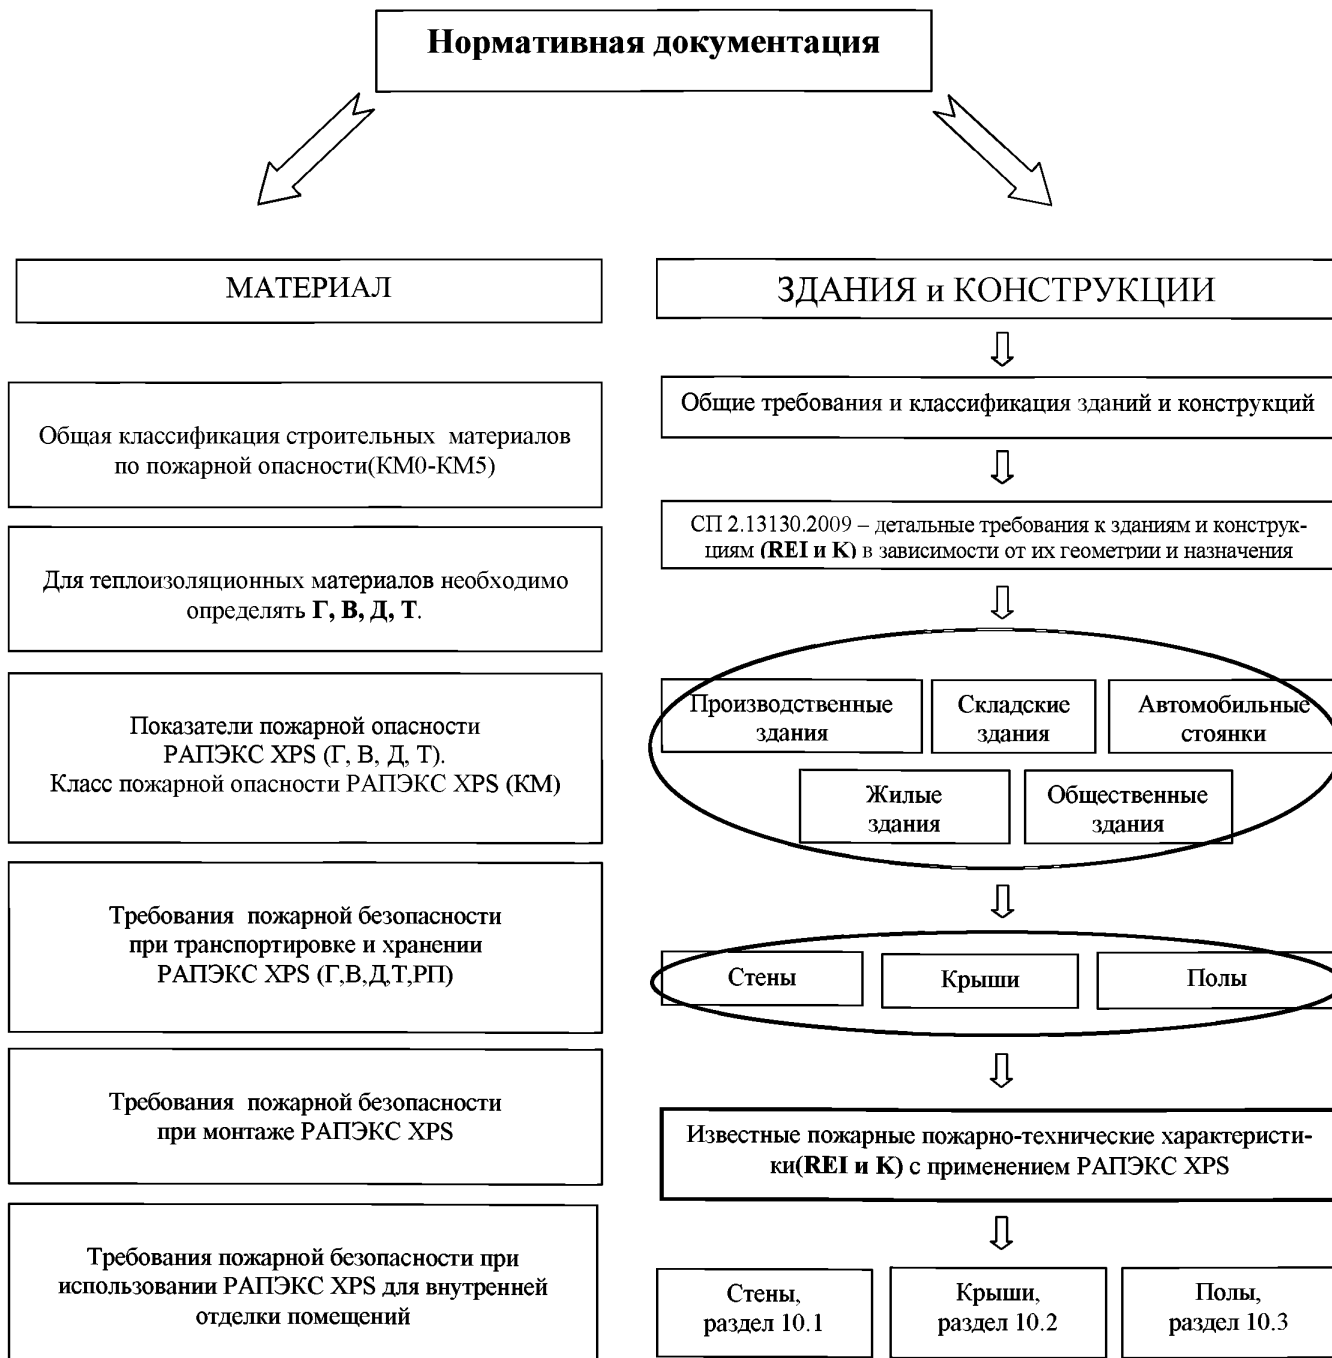 Нормативная документация
МАТЕРИАЛ
Общая классификация строительных материалов
по пожарной опасности(КМ0-КМ5)
Для теплоизоляционных материалов необходимо
определять Г, В, Д, Т.
Показатели пожарной опасности
РАПЭКС XPS (Г, В, Д, Т).
Класс пожарной опасности РАПЭКС XPS (КМ)
Требования пожарной безопасности
при транспортировке и хранении
РАПЭКС XPS (Г,В,Д,Т,РП)
Требования пожарной безопасности
при монтаже РАПЭКС XPS
Требования пожарной безопасности при
использовании РАПЭКС XPS для внутренней
отделки помещений
ЗДАНИЯ и КОНСТРУКЦИИ
Общие требования и классификация зданий и конструкций
СП 2.13130.2009 – детальные требования к зданиям и конструк-
циям (REI и К) в зависимости от их геометрии и назначения
Производственные
здания
Складские
здания
Автомобильные
стоянки
Жилые
здания
Общественные
здания
Стены
Крыши
Полы
Известные пожарные пожарно-технические характеристи-
ки(REI и К) с применением РАПЭКС XPS
Стены,
раздел 10.1
Крыши,
раздел 10.2
Полы,
раздел 10.3